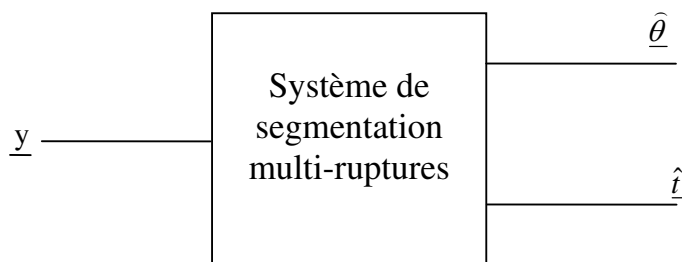 θ̂
Système de
segmentation
multi-ruptures
y
t̂